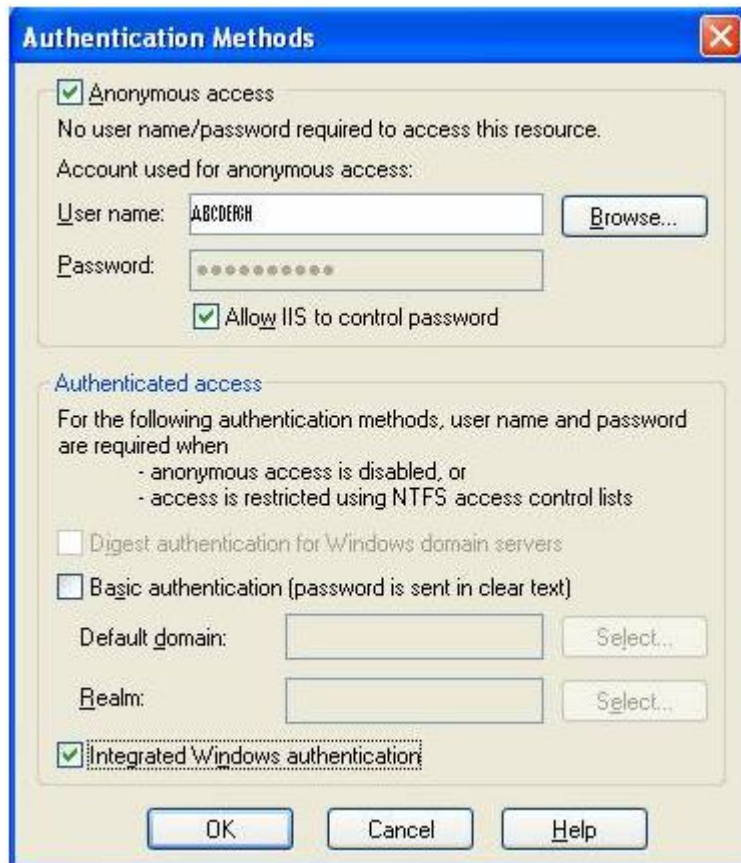 Authentication Methods
Anonymous access
No user name/password required to access this resource.
Account used for anonymous access:
User name: ABCDEFGH Browse...
Password:
Allow IIS to control password
Authenticated access
For the following authentication methods, user name and password
are required when
- anonymous access is disabled, or
- access is restricted using NTFS access control lists
Digest authentication for Windows domain servers
Basic authentication (password is sent in clear text)
Default domain: Select...
Realm: Select...
Integrated Windows authentication
OK Cancel Help